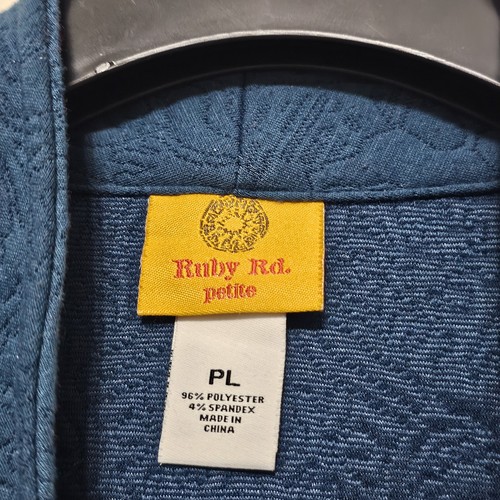 Ruby Rd.
petite
PL
96% POLYESTER
4% SPANDEX
MADE IN
CHINA